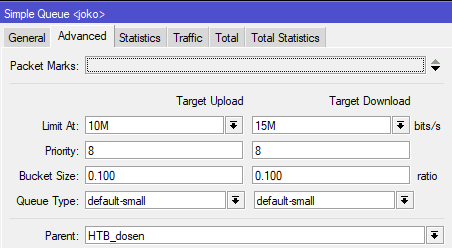 Simple Queue <joko>
General Advanced Statistics Traffic Total Total Statistics
Packet Marks:
Target Upload Target Download
Limit At: 10M 15M bits/s
Priority: 8 8
Bucket Size: 0.100 0.100 ratio
Queue Type: default-small default-small
Parent: HTB_dosen